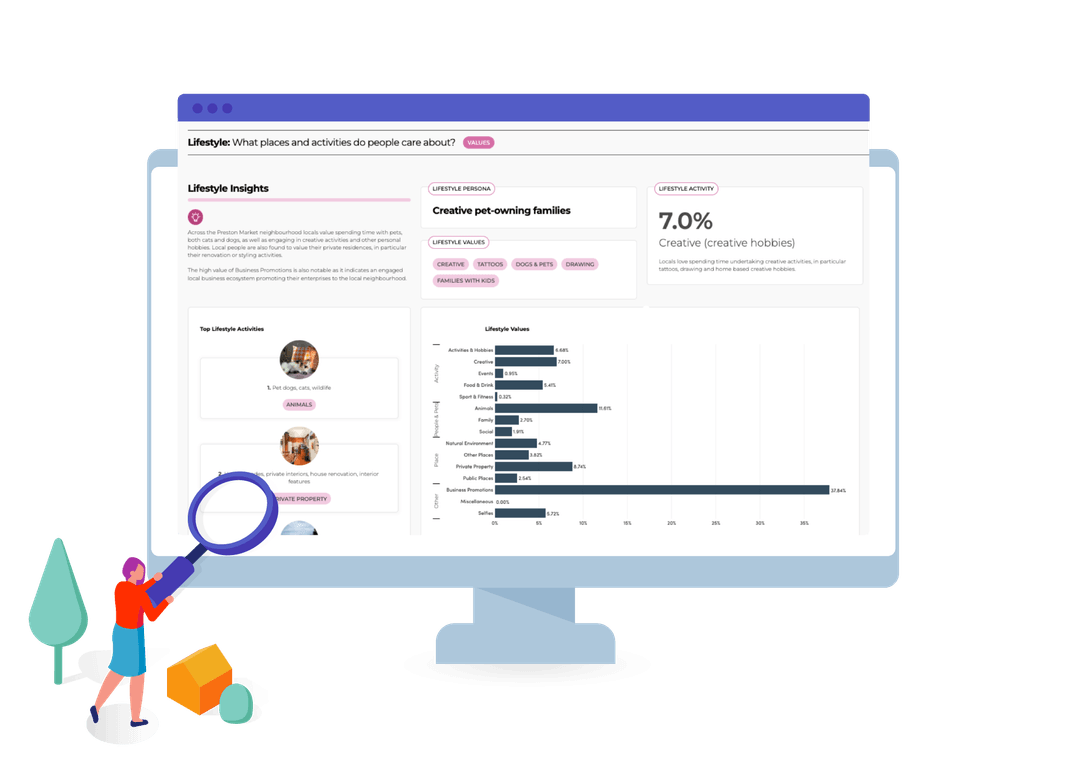 Lifestyle: What places and activities do people care about? VALUES
Lifestyle Insights
Across the Preston Market neighbourhood locals value spending time with pets,
both cats and dogs, as well as engaging in creative activities and other personal
hobbies. Local people are also found to value their private residences, in particular
their renovation or styling activities.
The high value of Business Promotions is also notable as it indicates an engaged
local business ecosystem promoting their enterprises to the local neighbourhood.
LIFESTYLE PERSONA
Creative pet-owning families
LIFESTYLE VALUES
CREATIVE TATTOOS DOGS & PETS DRAWING
FAMILIES WITH KIDS
LIFESTYLE ACTIVITY
7.0%
Creative (creative hobbies)
Locals love spending time undertaking creative activities, in particular
tattoos, drawing and home based creative hobbies.
Top Lifestyle Activities
1. Pet dogs, cats, wildlife
ANIMALS
2. private interiors, house renovation, interior
features
PRIVATE PROPERTY
Lifestyle Values
Activity
Activities & Hobbies 6.68%
Creative 7.00%
Events 0.95%
Food & Drink 5.41%
Sport & Fitness 0.32%
People & Pets
Animals 11.61%
Family 2.70%
Social 1.91%
Place
Natural Environment 4.77%
Other Places 3.82%
Private Property 8.74%
Public Places 2.54%
Other
Business Promotions 37.84%
Miscellaneous 0.00%
Selfies 5.72%
0% 5% 10% 15% 20% 25% 30% 35%